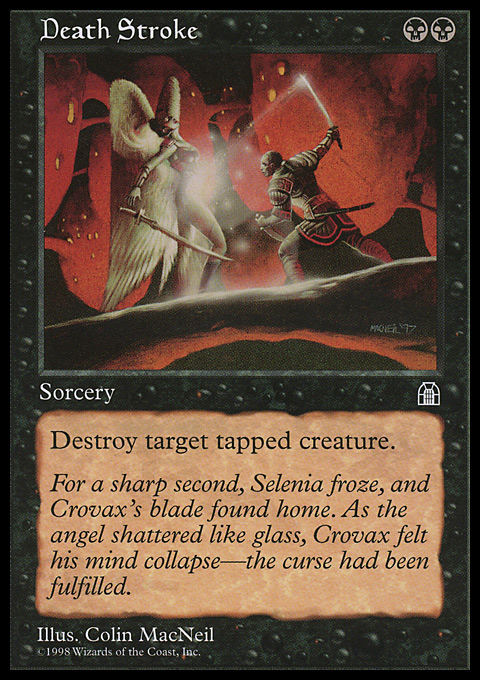 Death Stroke
MACNEIL '97
Sorcery
Destroy target tapped creature.
For a sharp second, Selenia froze, and
Crovax's blade found home. As the
angel shattered like glass, Crovax felt
his mind collapse—the curse had been
fulfilled.
Illus. Colin MacNeil
©1998 Wizards of the Coast, Inc.